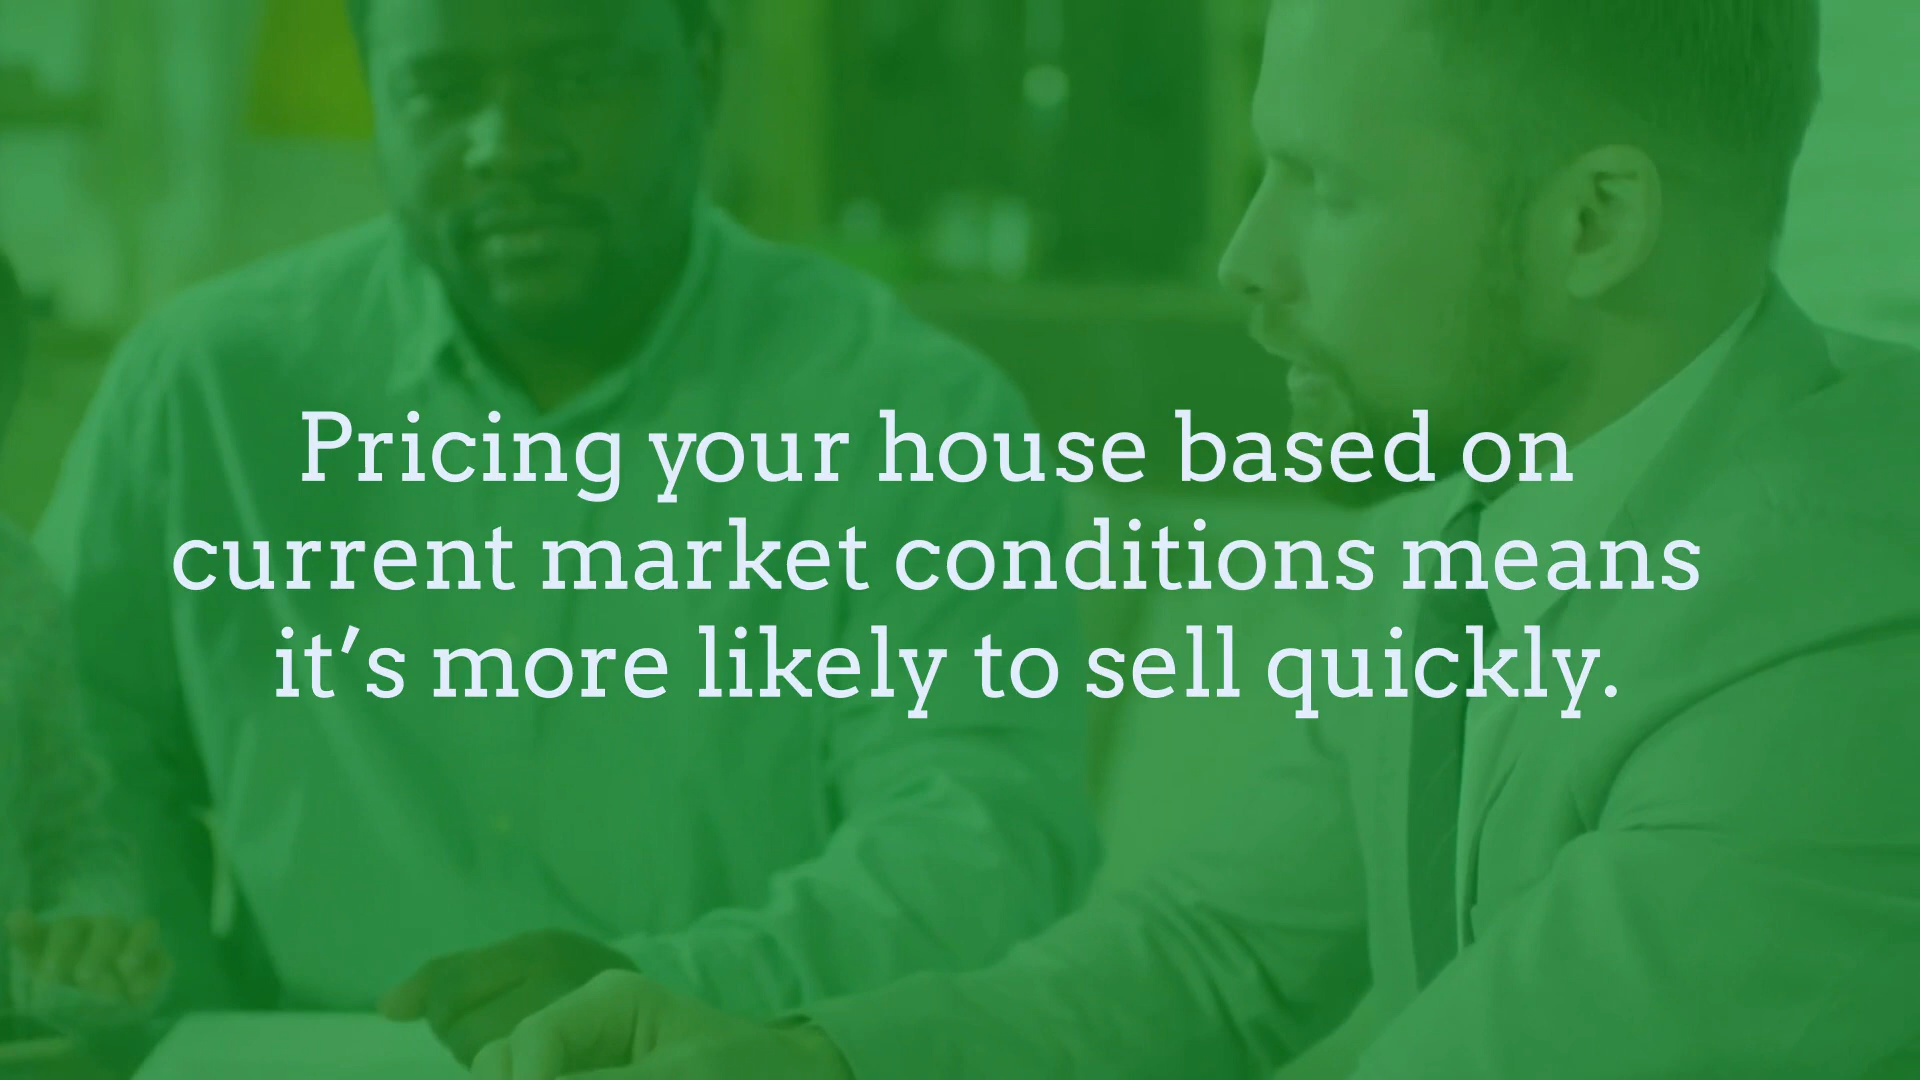 Pricing your house based on
current market conditions means
it’s more likely to sell quickly.